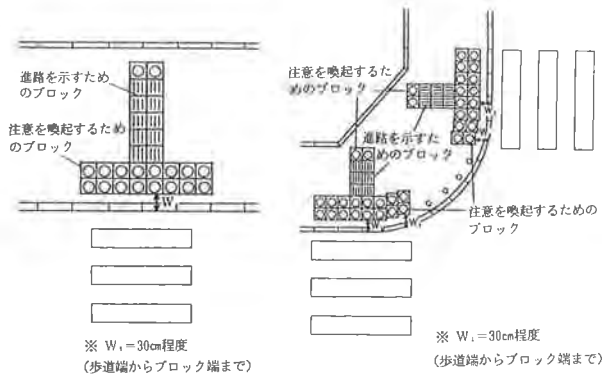 進路を示すため
のブロック
注意を喚起するため
のブロック
W₁
※ W₁=30cm程度
(歩道端からブロック端まで)
注意を喚起するた
めのブロック
進路を示すた
めのブロック
W₁
W₁
W₁
注意を喚起するための
ブロック
※ W₁=30cm程度
(歩道端からブロック端まで)